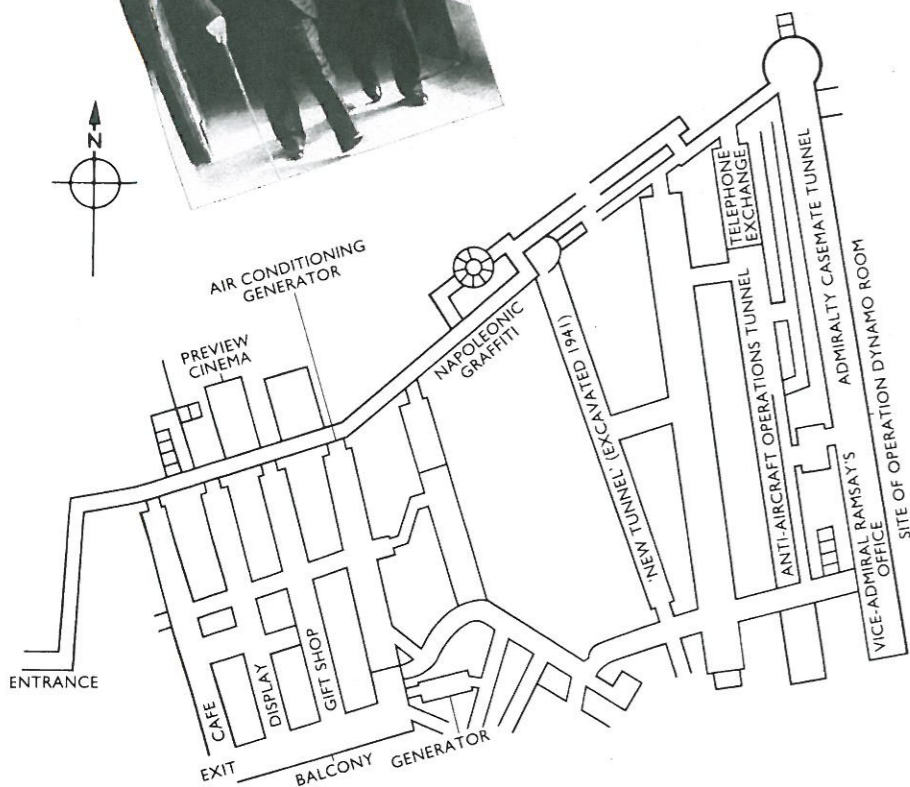 N
AIR CONDITIONING
GENERATOR
PREVIEW
CINEMA
NAPOLEONIC
GRAFFITI
'NEW TUNNEL' (EXCAVATED 1941)
TELEPHONE
EXCHANGE
ANTI-AIRCRAFT OPERATIONS TUNNEL
ADMIRALTY CASEMATE TUNNEL
VICE-ADMIRAL RAMSAY'S
OFFICE
SITE OF OPERATION DYNAMO ROOM
ENTRANCE
CAFE
DISPLAY
GIFT SHOP
EXIT
BALCONY
GENERATOR